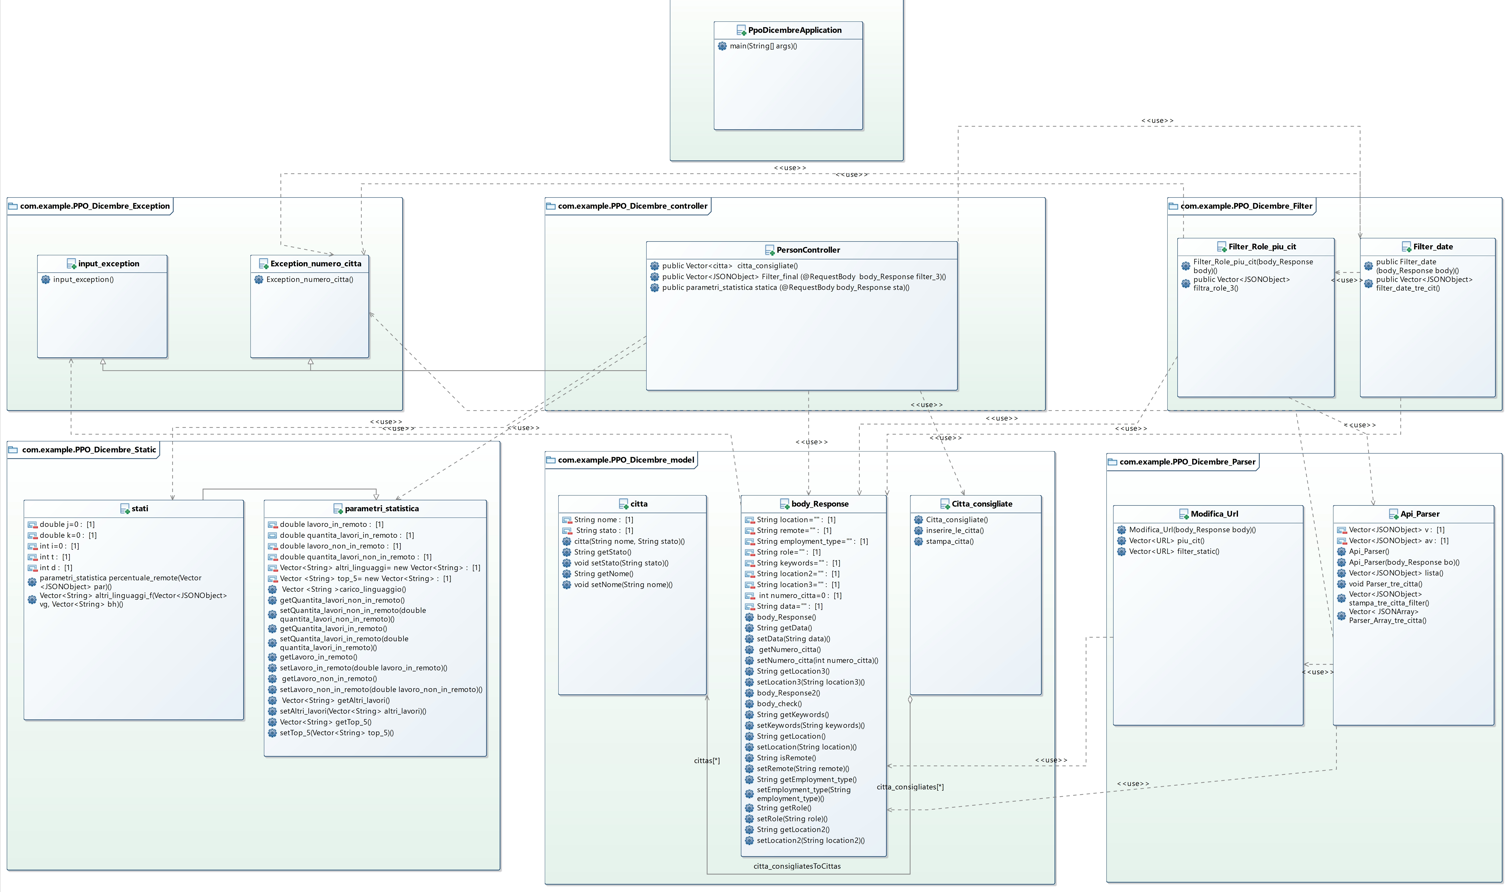 PpoDicembreApplication
main(String[] args)()
<<use>>
<<use>>
<<use>>
com.example.PPO_Dicembre_Exception
input_exception
input_exception()
Exception_numero_citta
Exception_numero_citta()
com.example.PPO_Dicembre_controller
PersonController
public Vector<citta> citta_consigliate()
public Vector<JSONObject> Filter_final (@RequestBody body_Response filter_3)()
public parametri_statistica statica (@RequestBody body_Response sta)()
com.example.PPO_Dicembre_Filter
Filter_Role_piu_cit
Filter_Role_piu_cit(body_Response
body)()
public Vector<JSONObject>
filtra_role_3()
Filter_date
public Filter_date
(body_Response body)()
public Vector<JSONObject>
filter_date_tre_cit()
<<use>>
<<use>>
<<use>>
<<use>>
<<use>>
<<use>>
<<use>>
<<use>>
<<use>>
<<use>>
com.example.PPO_Dicembre_Static
stati
double j=0 : [1]
double k=0 : [1]
int i=0 : [1]
int t : [1]
int d : [1]
parametri_statistica percentuale_remote(Vector
<JSONObject> par)()
Vector<String> altri_linguaggi_f(Vector<JSONObject>
vg, Vector<String> bh)()
parametri_statistica
double lavoro_in_remoto : [1]
double quantita_lavori_in_remoto : [1]
double lavoro_non_in_remoto : [1]
double quantita_lavori_non_in_remoto : [1]
Vector<String> altri_linguaggi= new Vector<String> : [1]
Vector <String> top_5= new Vector<String> : [1]
Vector <String> carico_linguaggio()
getQuantita_lavori_non_in_remoto()
setQuantita_lavori_non_in_remoto(double
quantita_lavori_non_in_remoto)()
getQuantita_lavori_in_remoto()
setQuantita_lavori_in_remoto(double
quantita_lavori_in_remoto)()
getLavoro_in_remoto()
setLavoro_in_remoto(double lavoro_in_remoto)()
getLavoro_non_in_remoto()
setLavoro_non_in_remoto(double lavoro_non_in_remoto)()
Vector<String> getAltri_lavori()
setAltri_lavori(Vector<String> altri_lavori)()
Vector<String> getTop_5()
setTop_5(Vector<String> top_5)()
com.example.PPO_Dicembre_model
citta
String nome : [1]
String stato : [1]
citta(String nome, String stato)()
String getStato()
void setStato(String stato)()
String getNome()
void setNome(String nome)()
body_Response
String location="" : [1]
String remote="" : [1]
String employment_type="" : [1]
String role="" : [1]
String keywords="" : [1]
String location2="" : [1]
String location3="" : [1]
int numero_citta=0 : [1]
String data="" : [1]
body_Response()
String getData()
setData(String data)()
getNumero_citta()
setNumero_citta(int numero_citta)()
String getLocation3()
setLocation3(String location3)()
body_Response2()
body_check()
String getKeywords()
setKeywords(String keywords)()
String getLocation()
setLocation(String location)()
String isRemote()
setRemote(String remote)()
String getEmployment_type()
setEmployment_type(String
employment_type)()
String getRole()
setRole(String role)()
String getLocation2()
setLocation2(String location2)()
Citta_consigliate
Citta_consigliate()
inserire_le_citta()
stampa_citta()
cittas[*]
citta_consigliates[*]
citta_consigliatesToCittas
com.example.PPO_Dicembre_Parser
Modifica_Url
Modifica_Url(body_Response body)()
Vector<URL> piu_cit()
Vector<URL> filter_static()
Api_Parser
Vector<JSONObject> v : [1]
Vector<JSONObject> av : [1]
Api_Parser()
Api_Parser(body_Response bo)()
Vector<JSONObject> lista()
void Parser_tre_citta()
Vector<JSONObject>
stampa_tre_citta_filter()
Vector< JSONArray>
Parser_Array_tre_citta()
<<use>>
<<use>>
<<use>>